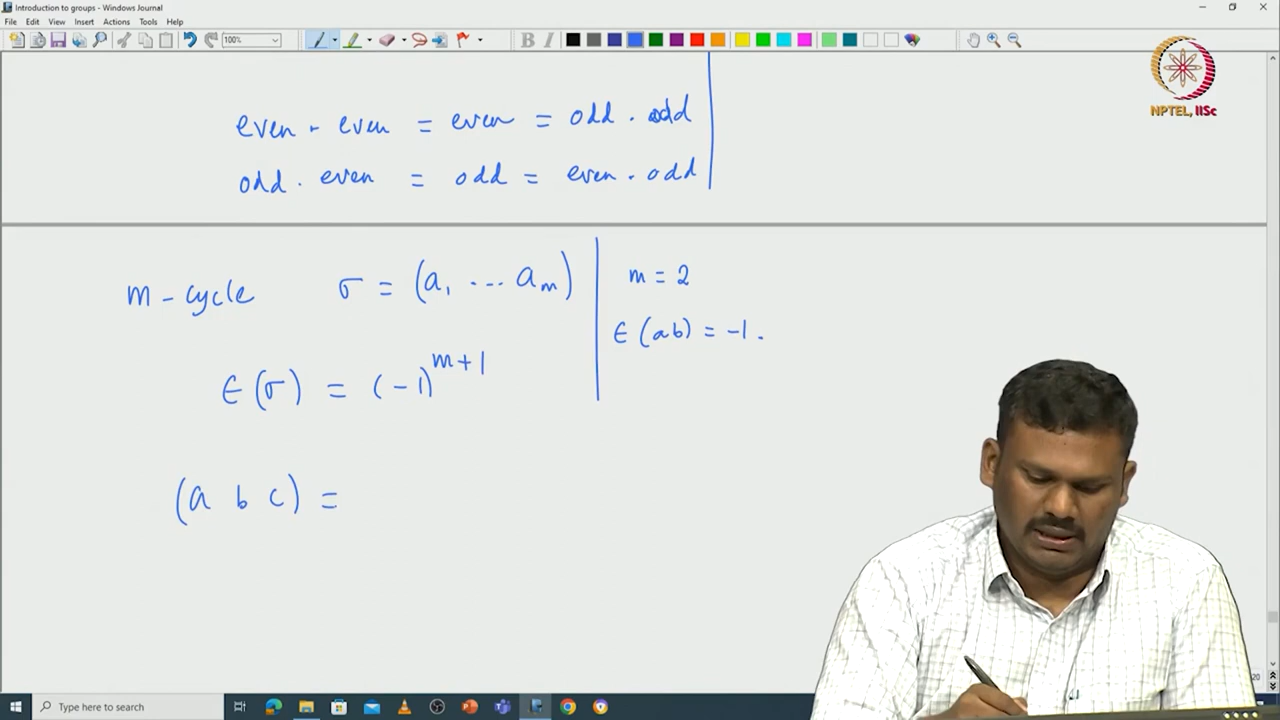 Introduction to groups - Windows Journal
File Edit View Insert Actions Tools Help
100%
B I
NPTEL, IISc
even · even = even = odd · odd
odd · even = odd = even · odd
m-cycle σ = (a₁ ... aₘ)
m = 2
ϵ(ab) = -1.
ϵ(σ) = (-1)^{m+1}
(a b c) =
20
Type here to search